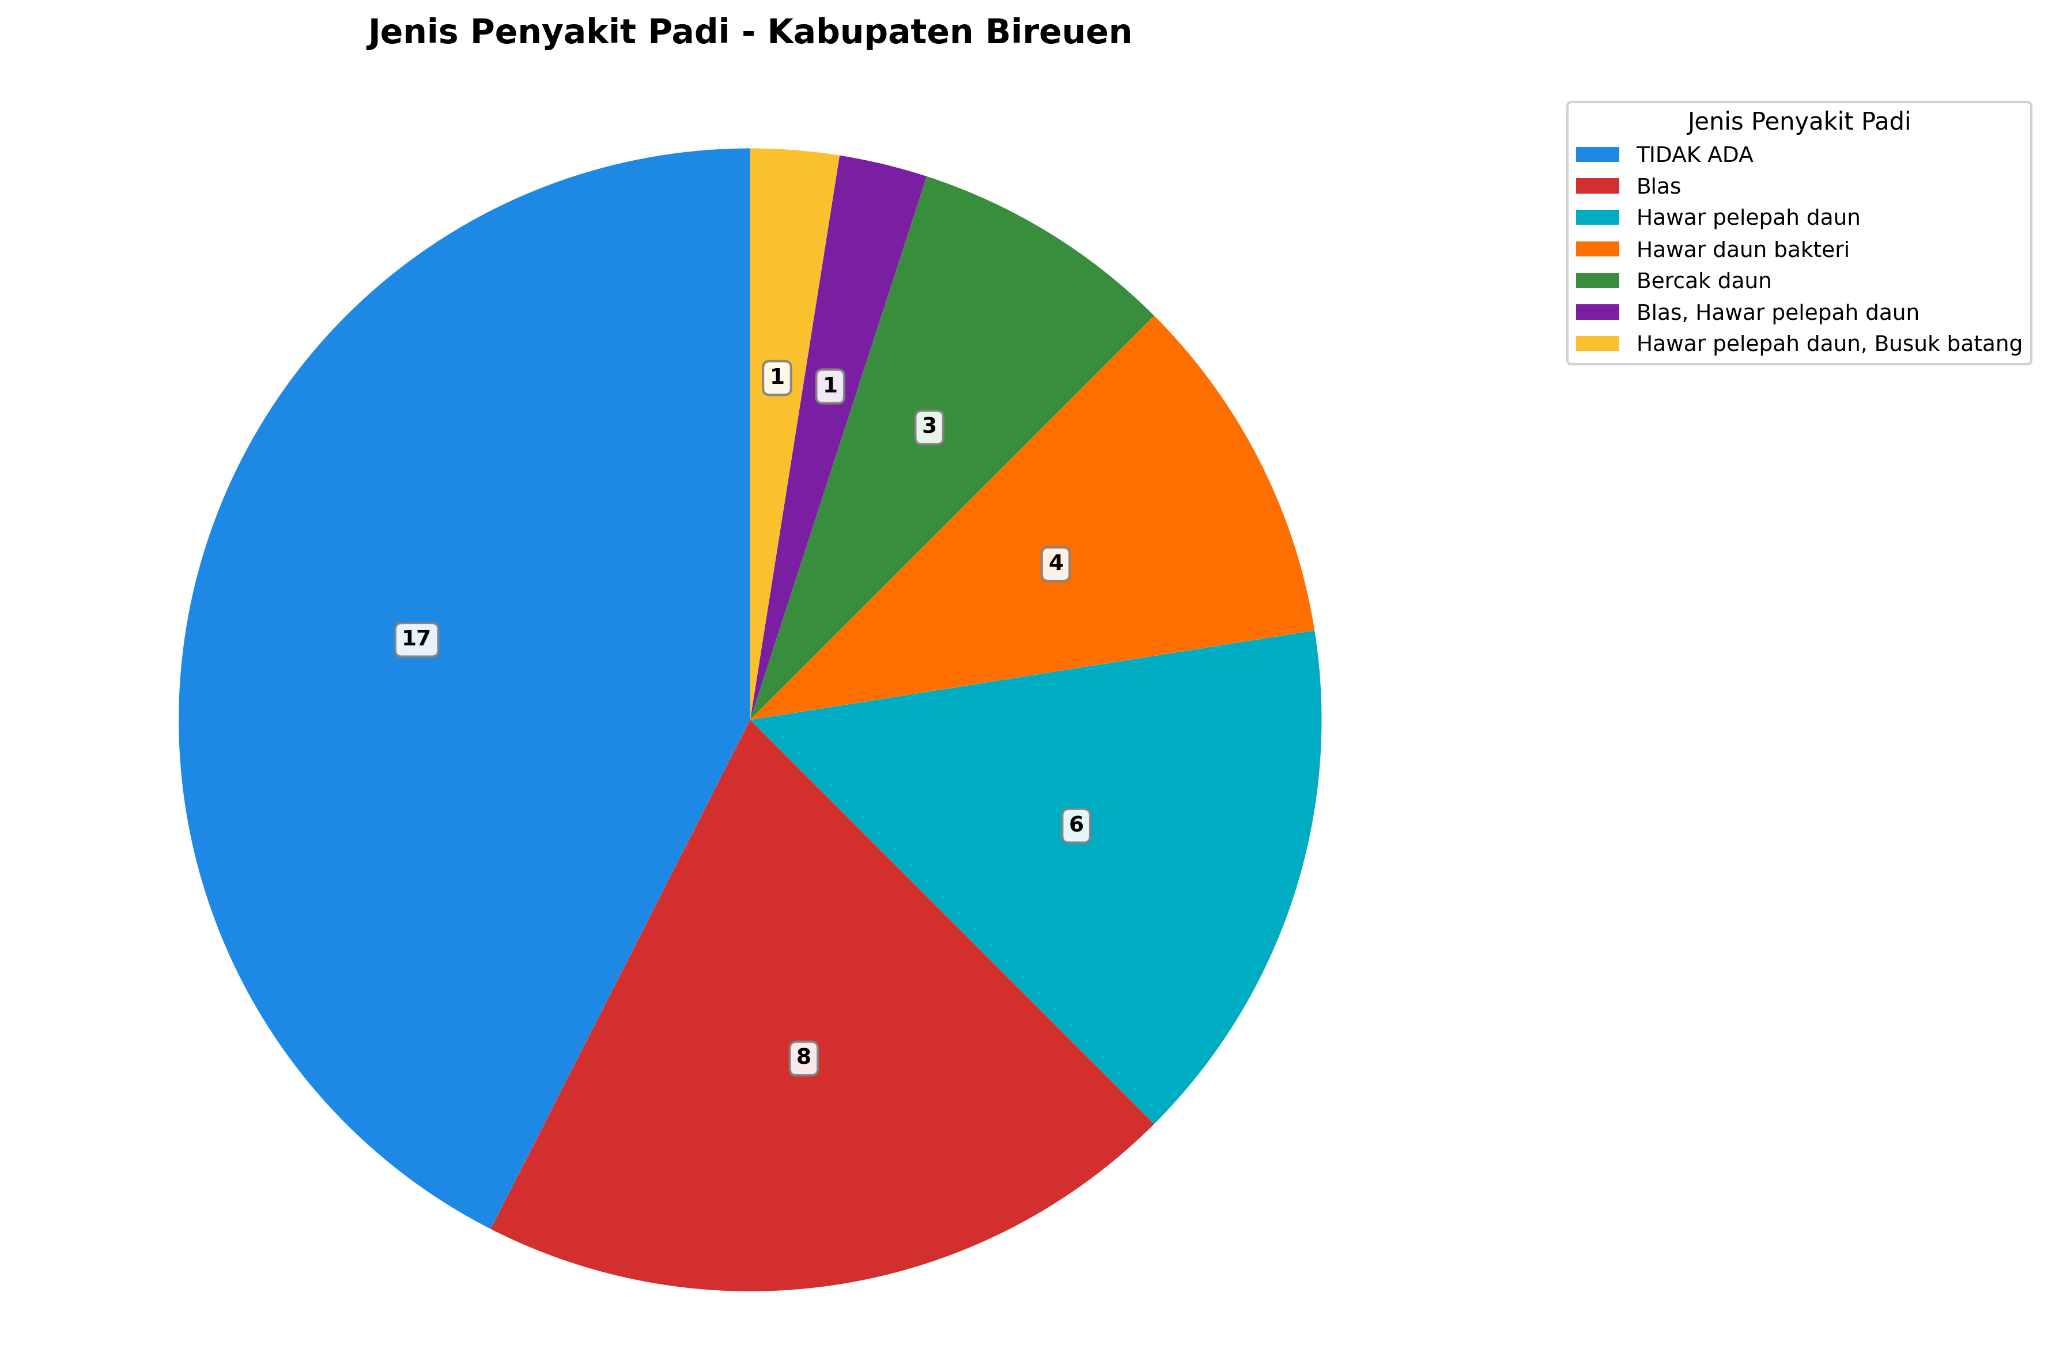 Jenis Penyakit Padi - Kabupaten Bireuen
Jenis Penyakit Padi
TIDAK ADA
Blas
Hawar pelepah daun
Hawar daun bakteri
Bercak daun
Blas, Hawar pelepah daun
Hawar pelepah daun, Busuk batang
1
1
3
4
17
6
8